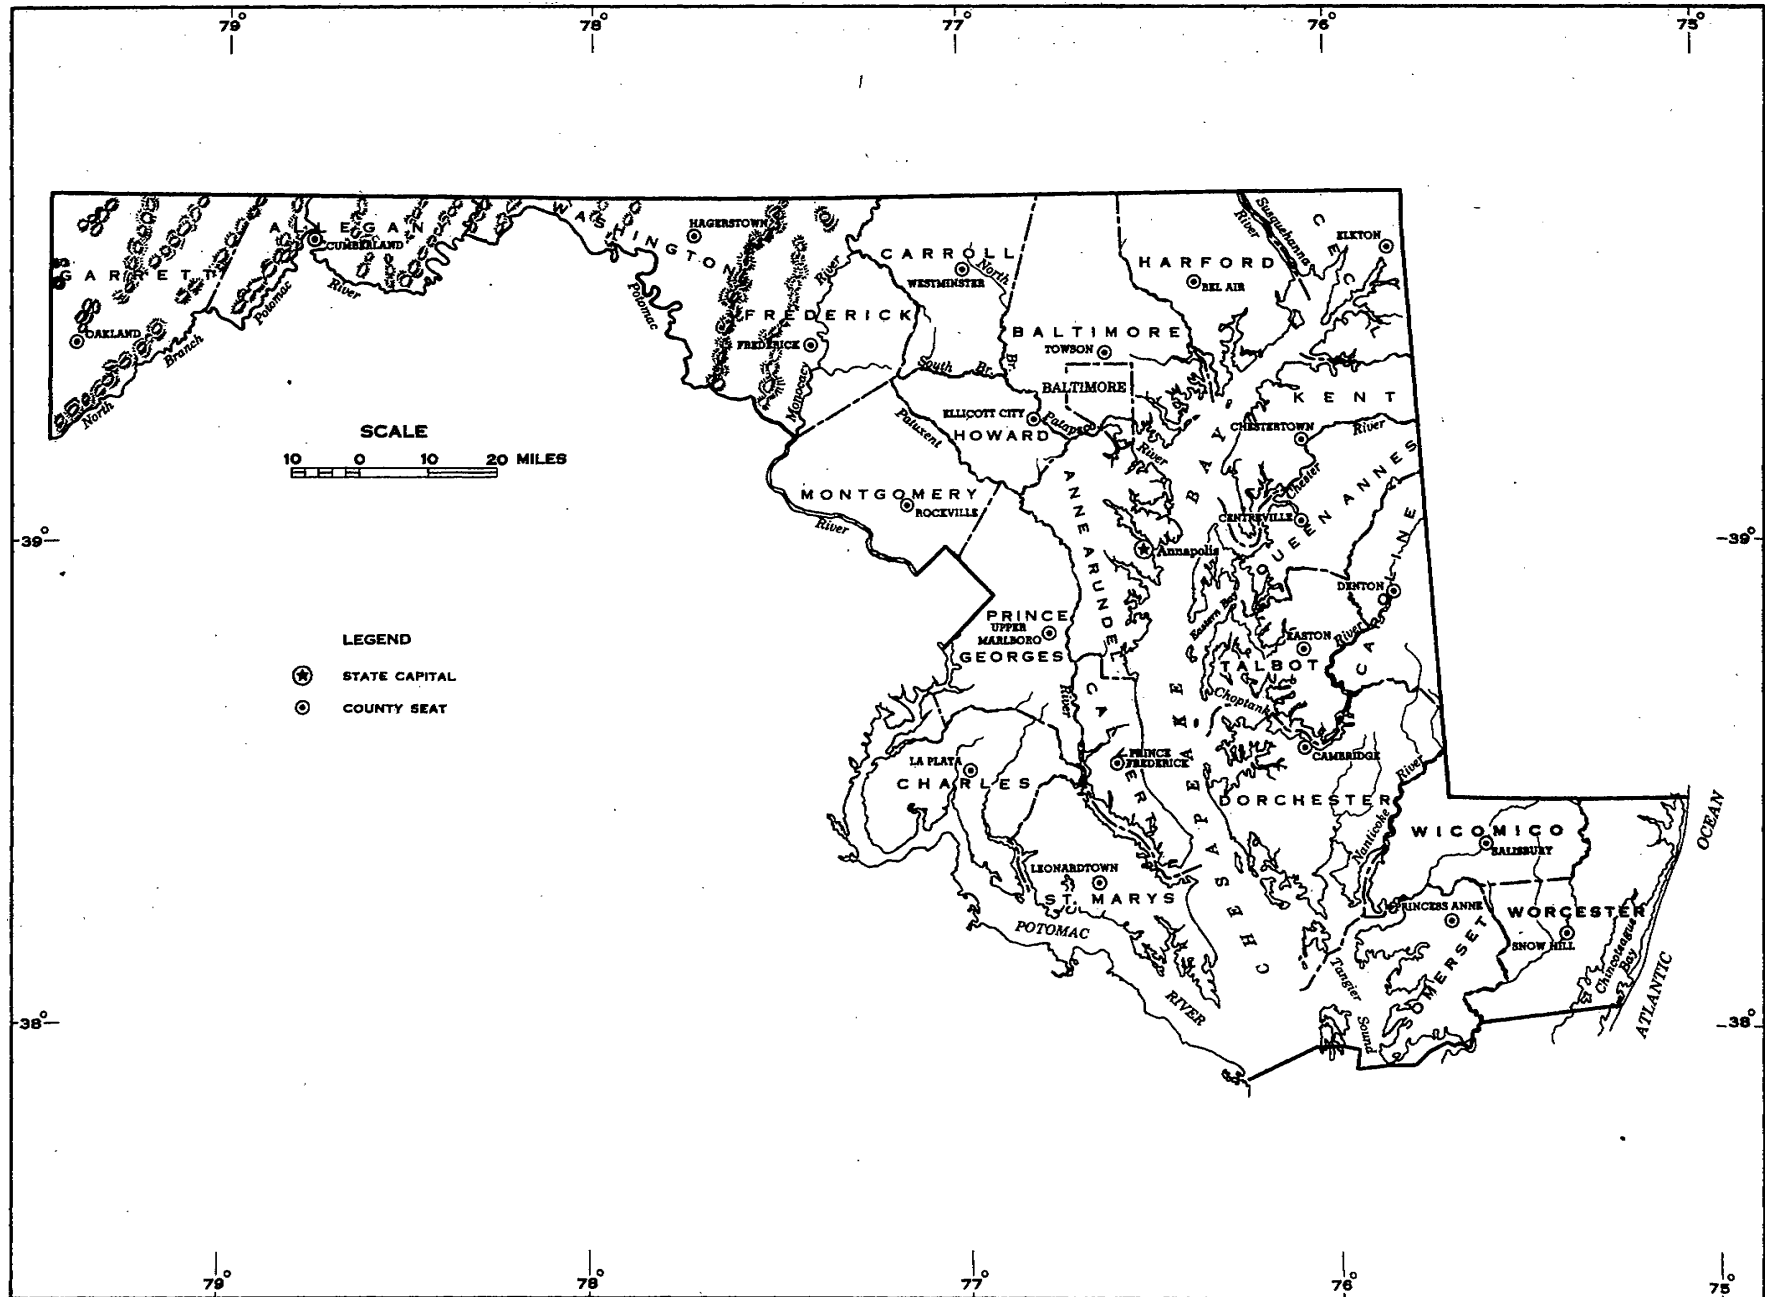 79°
78°
77°
76°
75°
GARRETT
OAKLAND
North
Branch
Potomac
ALLEGANY
CUMBERLAND
River
WASHINGTON
HAGERSTOWN
Potomac
FREDERICK
FREDERICK
River
Monocacy
CARROLL
WESTMINSTER
North
Br.
South Br.
BALTIMORE
TOWSON
BALTIMORE
HARFORD
BEL AIR
Susquehanna
River
CECIL
ELKTON
KENT
CHESTERTOWN
River
Chester
ELLICOTT CITY
HOWARD
Patapsco
River
Patuxent
MONTGOMERY
ROCKVILLE
River
ANNE ARUNDEL
Annapolis
QUEEN ANNES
CENTREVILLE
CAROLINE
DENTON
Eastern Bay
EASTON
River
TALBOT
Choptank
PRINCE
UPPER
MARLBORO
GEORGES
River
CALVERT
PRINCE
FREDERICK
CHESAPEAKE BAY
CAMBRIDGE
DORCHESTER
River
Nanticoke
LA PLATA
CHARLES
LEONARDTOWN
ST. MARYS
POTOMAC
RIVER
WICOMICO
SALISBURY
PRINCESS ANNE
SOMERSET
Tangier
Sound
WORCESTER
SNOW HILL
Chincoteague
Bay
ATLANTIC
OCEAN
SCALE
10 0 10 20 MILES
LEGEND
STATE CAPITAL
COUNTY SEAT
39°
39°
38°
38°
79°
78°
77°
76°
75°